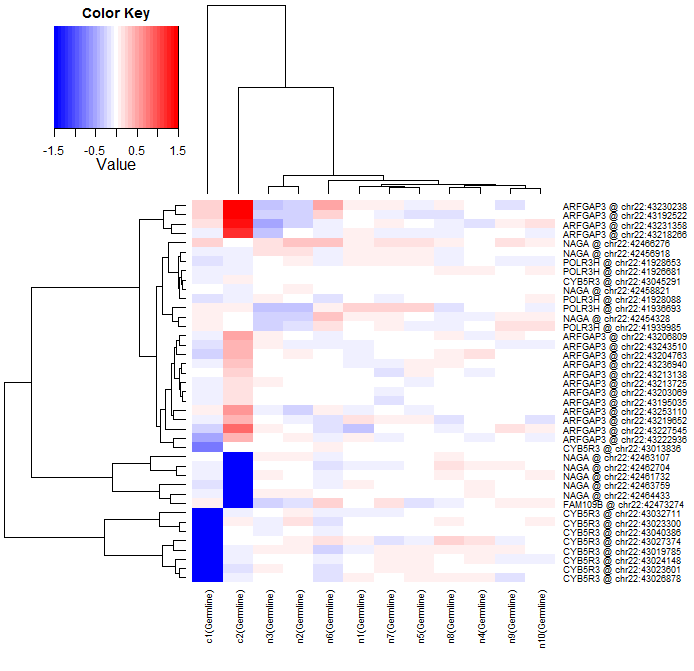 Color Key
-1.5 -0.5 0.5 1.5
Value
ARFGAP3 @ chr22:43230238
ARFGAP3 @ chr22:43192522
ARFGAP3 @ chr22:43231358
ARFGAP3 @ chr22:43218266
NAGA @ chr22:42466276
NAGA @ chr22:42456918
POLR3H @ chr22:41928653
POLR3H @ chr22:41926681
CYB5R3 @ chr22:43045291
NAGA @ chr22:42458821
POLR3H @ chr22:41928088
POLR3H @ chr22:41936693
NAGA @ chr22:42454328
POLR3H @ chr22:41939985
ARFGAP3 @ chr22:43206809
ARFGAP3 @ chr22:43243510
ARFGAP3 @ chr22:43204763
ARFGAP3 @ chr22:43236940
ARFGAP3 @ chr22:43213138
ARFGAP3 @ chr22:43213725
ARFGAP3 @ chr22:43203069
ARFGAP3 @ chr22:43195035
ARFGAP3 @ chr22:43253110
ARFGAP3 @ chr22:43219652
ARFGAP3 @ chr22:43227545
ARFGAP3 @ chr22:43222936
CYB5R3 @ chr22:43013836
NAGA @ chr22:42463107
NAGA @ chr22:42462704
NAGA @ chr22:42461732
NAGA @ chr22:42463759
NAGA @ chr22:42464433
FAM109B @ chr22:42473274
CYB5R3 @ chr22:43032711
CYB5R3 @ chr22:43023300
CYB5R3 @ chr22:43040386
CYB5R3 @ chr22:43027374
CYB5R3 @ chr22:43019785
CYB5R3 @ chr22:43024148
CYB5R3 @ chr22:43023601
CYB5R3 @ chr22:43026878
c1(Germline)
c2(Germline)
n3(Germline)
n2(Germline)
n6(Germline)
n1(Germline)
n7(Germline)
n5(Germline)
n8(Germline)
n4(Germline)
n9(Germline)
n10(Germline)